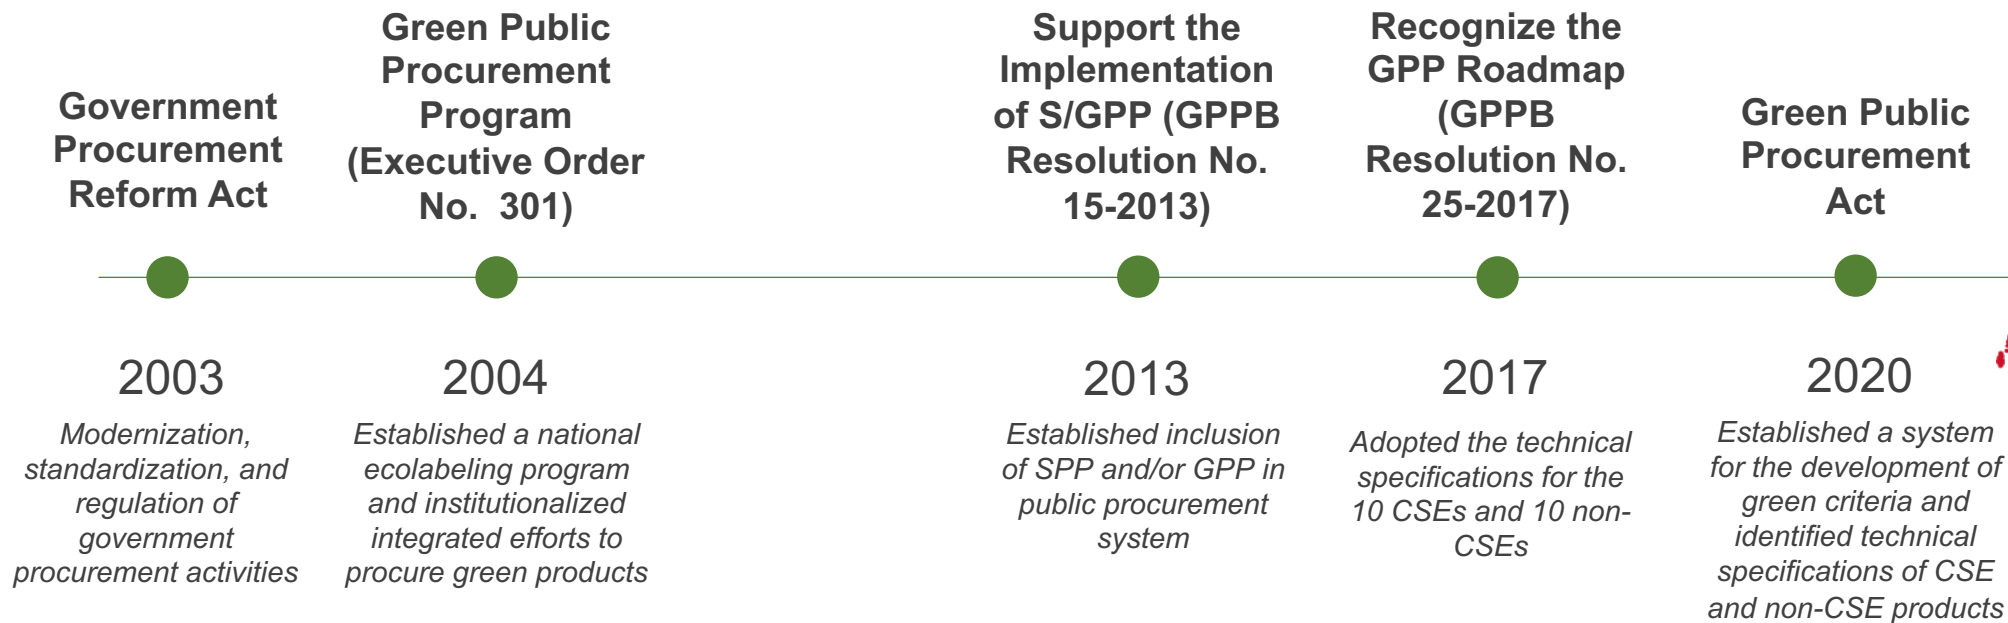 Government
Procurement
Reform Act
Green Public
Procurement
Program
(Executive Order
No. 301)
Support the
Implementation
of S/GPP (GPPB
Resolution No.
15-2013)
Recognize the
GPP Roadmap
(GPPB
Resolution No.
25-2017)
Green Public
Procurement
Act
2003
Modernization,
standardization, and
regulation of
government
procurement activities
2004
Established a national
ecolabeling program
and institutionalized
integrated efforts to
procure green products
2013
Established inclusion
of SPP and/or GPP in
public procurement
system
2017
Adopted the technical
specifications for the
10 CSEs and 10 non-
CSEs
2020
Established a system
for the development of
green criteria and
identified technical
specifications of CSE
and non-CSE products